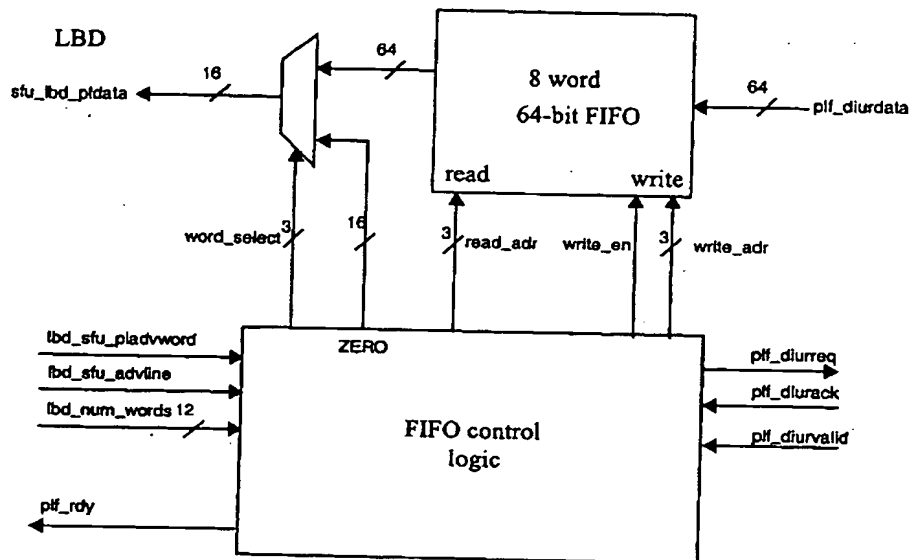 LBD
64
8 word
64-bit FIFO
16
sfu_lbd_plfdata
64
plf_diurdata
read
write
word_select
3
16
3
read_adr
write_en
3
write_adr
ZERO
lbd_sfu_pladvword
lbd_sfu_advline
lbd_num_words
12
plf_rdy
FIFO control
logic
plf_diurreq
plf_diurack
plf_diurvalid